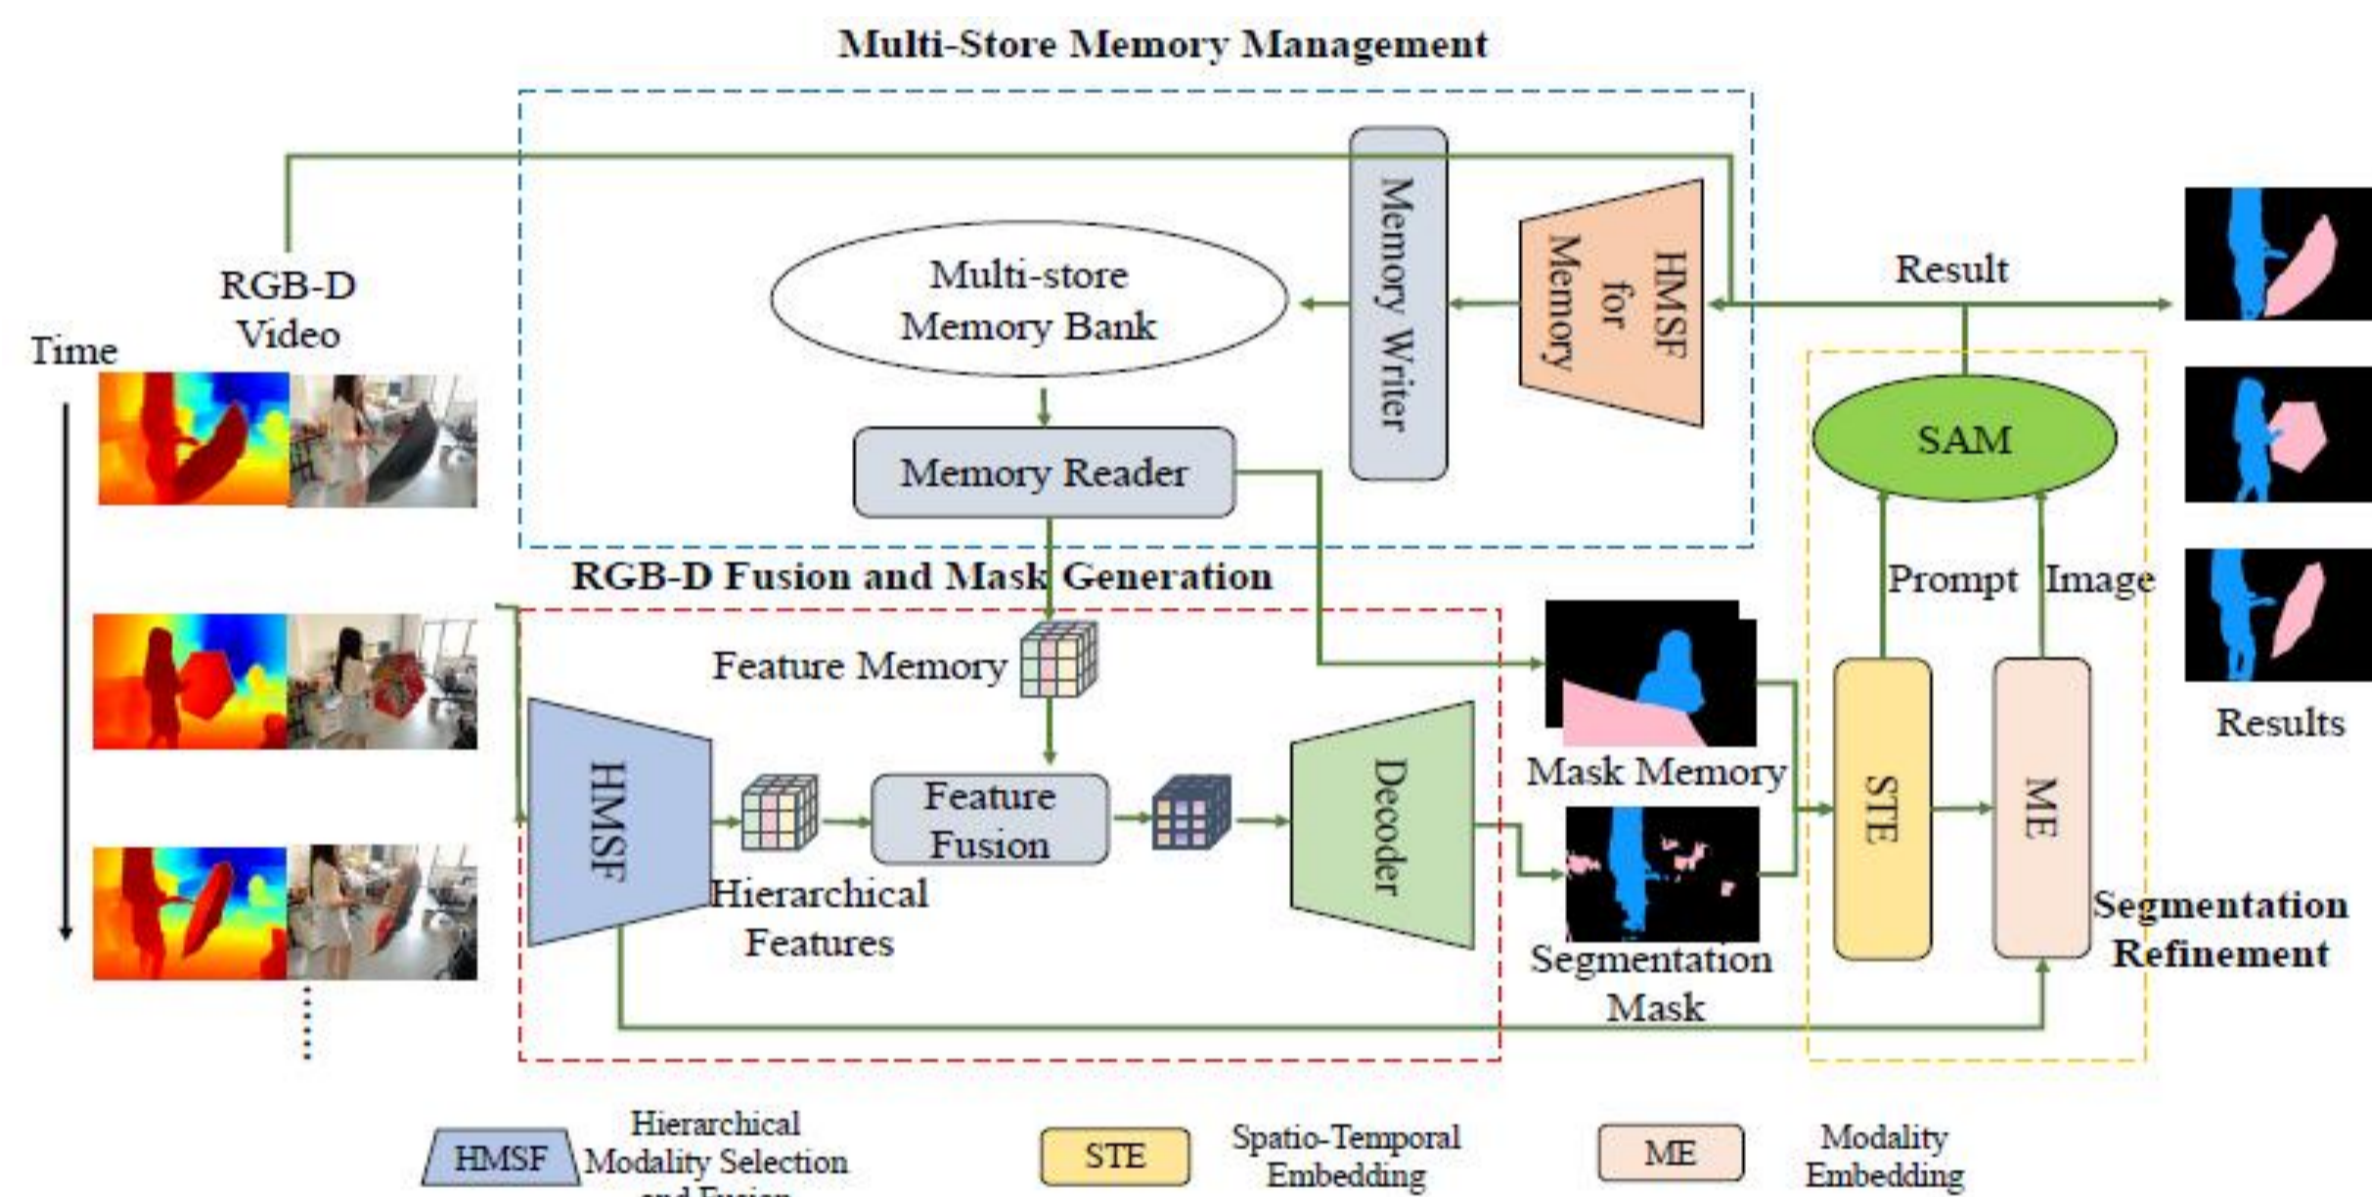 Multi-Store Memory Management
RGB-D
Video
Time
Multi-store
Memory Bank
Memory Writer
HMSF
for
Memory
Result
Memory Reader
SAM
RGB-D Fusion and Mask Generation
Prompt
Image
Feature Memory
Results
HMSF
Feature
Fusion
Decoder
Mask Memory
STE
ME
Hierarchical
Features
Segmentation
Mask
Segmentation
Refinement
HMSF
Hierarchical
Modality Selection
and Fusion
STE
Spatio-Temporal
Embedding
ME
Modality
Embedding